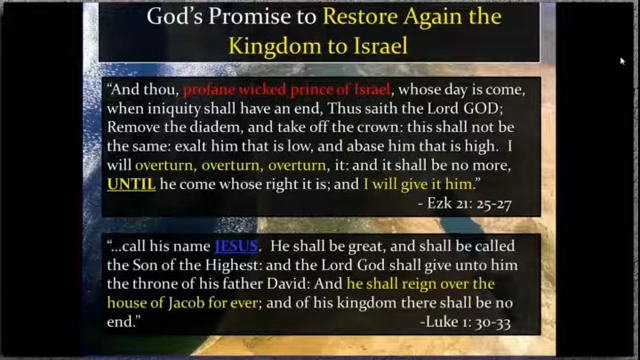 God's Promise to Restore Again the
Kingdom to Israel
"And thou, profane wicked prince of Israel, whose day is come,
when iniquity shall have an end, Thus saith the Lord GOD;
Remove the diadem, and take off the crown: this shall not be
the same: exalt him that is low, and abase him that is high. I
will overturn, overturn, overturn, it: and it shall be no more,
UNTIL he come whose right it is; and I will give it him."
- Ezk 21: 25-27
"...call his name JESUS. He shall be great, and shall be called
the Son of the Highest: and the Lord God shall give unto him
the throne of his father David: And he shall reign over the
house of Jacob for ever; and of his kingdom there shall be no
end." -Luke 1: 30-33